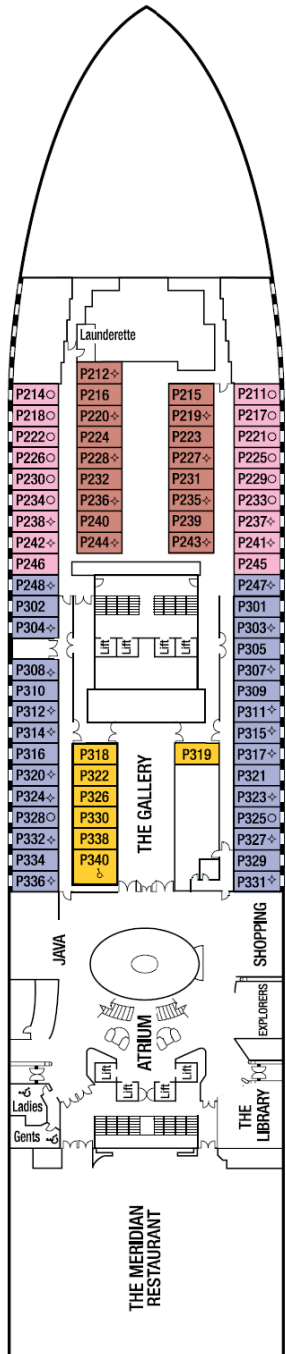 Launderette
P212✧
P214○ P216 P215 P211○
P218○ P220✧ P219✧ P217○
P222○ P224 P223 P221○
P226○ P228✧ P227✧ P225○
P230○ P232 P231 P229○
P234○ P236✧ P235✧ P233○
P238✧ P240 P239 P237✧
P242✧ P244✧ P243✧ P241✧
P246 P245
P248✧ P247✧
P302 P301
P304✧ P303✧
Lift Lift Lift Lift P305
P308✧ P307✧
P310 P309
P312✧ P311✧
P314✧ P315✧
P316 P318 P319 P317✧
P320✧ P322 P321
P324✧ P326 P323✧
P328○ P330 P325○
P332✧ P338 P327✧
P334 P340 P329
P336✧ P331✧
THE GALLERY
JAVA
SHOPPING
EXPLORERS
ATRIUM
Lift Lift Lift Lift
Ladies
Gents
THE
LIBRARY
THE MERIDIAN
RESTAURANT